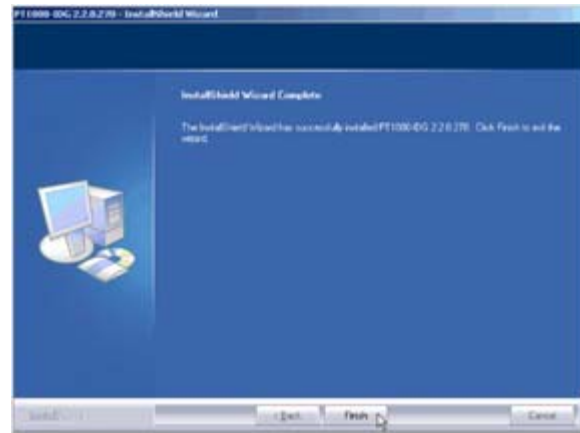 PT1000-IDG 2.2.0.270 - InstallShield Wizard
InstallShield Wizard Complete
The InstallShield Wizard has successfully installed PT1000-IDG 2.2.0.270. Click Finish to exit the
wizard.
InstallShield
< Back
Finish
Cancel